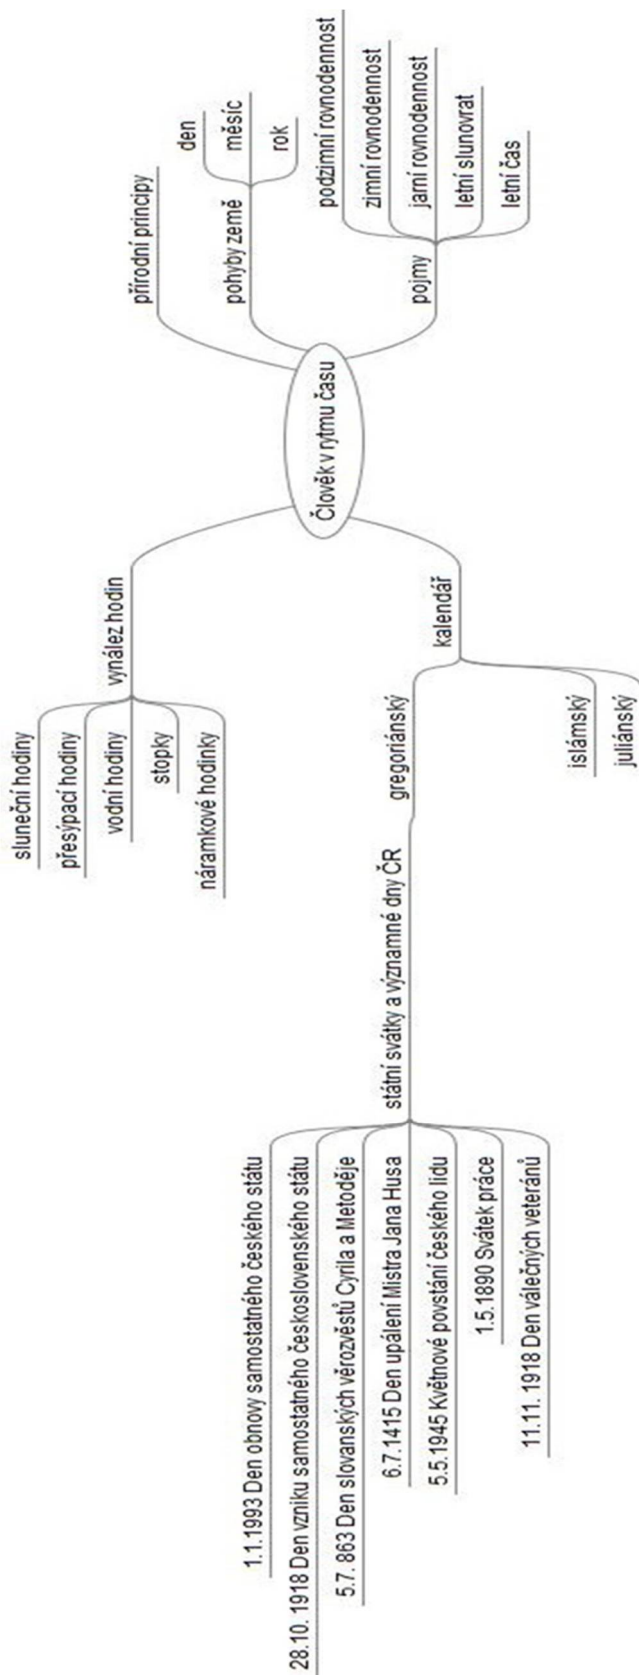 Člověk v rytmu času
vynález hodin
sluneční hodiny
přesýpací hodiny
vodní hodiny
stopky
náramkové hodinky
kalendář
gregoriánský
státní svátky a významné dny ČR
1.1.1993 Den obnovy samostatného českého státu
28.10. 1918 Den vzniku samostatného československého státu
5.7. 863 Den slovanských věrozvěstů Cyrila a Metoděje
6.7.1415 Den upálení Mistra Jana Husa
5.5.1945 Květnové povstání českého lidu
1.5.1890 Svátek práce
11.11. 1918 Den válečných veteránů
islámský
juliánský
přírodní principy
pohyby země
den
měsíc
rok
pojmy
podzimní rovnodennost
zimní rovnodennost
jarní rovnodennost
letní slunovrat
letní čas